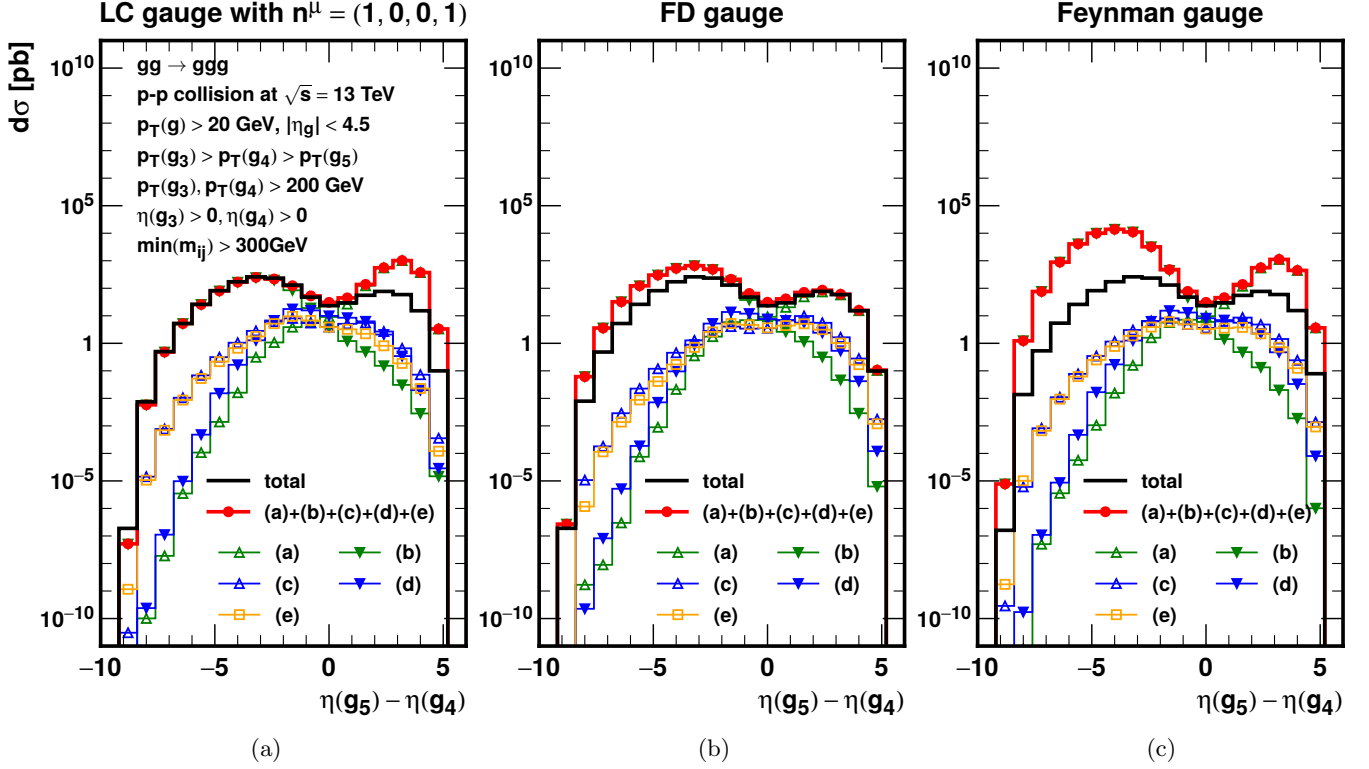 LC gauge with n^μ = (1, 0, 0, 1)
dσ [pb]
10^10
10^5
1
10^−5
10^−10
gg → ggg
p-p collision at √s = 13 TeV
p_T(g) > 20 GeV, |η_g| < 4.5
p_T(g_3) > p_T(g_4) > p_T(g_5)
p_T(g_3), p_T(g_4) > 200 GeV
η(g_3) > 0, η(g_4) > 0
min(m_ij) > 300GeV
total
(a)+(b)+(c)+(d)+(e)
(a) (b)
(c) (d)
(e)
−10 −5 0 5
η(g_5) − η(g_4)
(a)
FD gauge
10^10
10^5
1
10^−5
10^−10
total
(a)+(b)+(c)+(d)+(e)
(a) (b)
(c) (d)
(e)
−10 −5 0 5
η(g_5) − η(g_4)
(b)
Feynman gauge
10^10
10^5
1
10^−5
10^−10
total
(a)+(b)+(c)+(d)+(e)
(a) (b)
(c) (d)
(e)
−10 −5 0 5
η(g_5) − η(g_4)
(c)